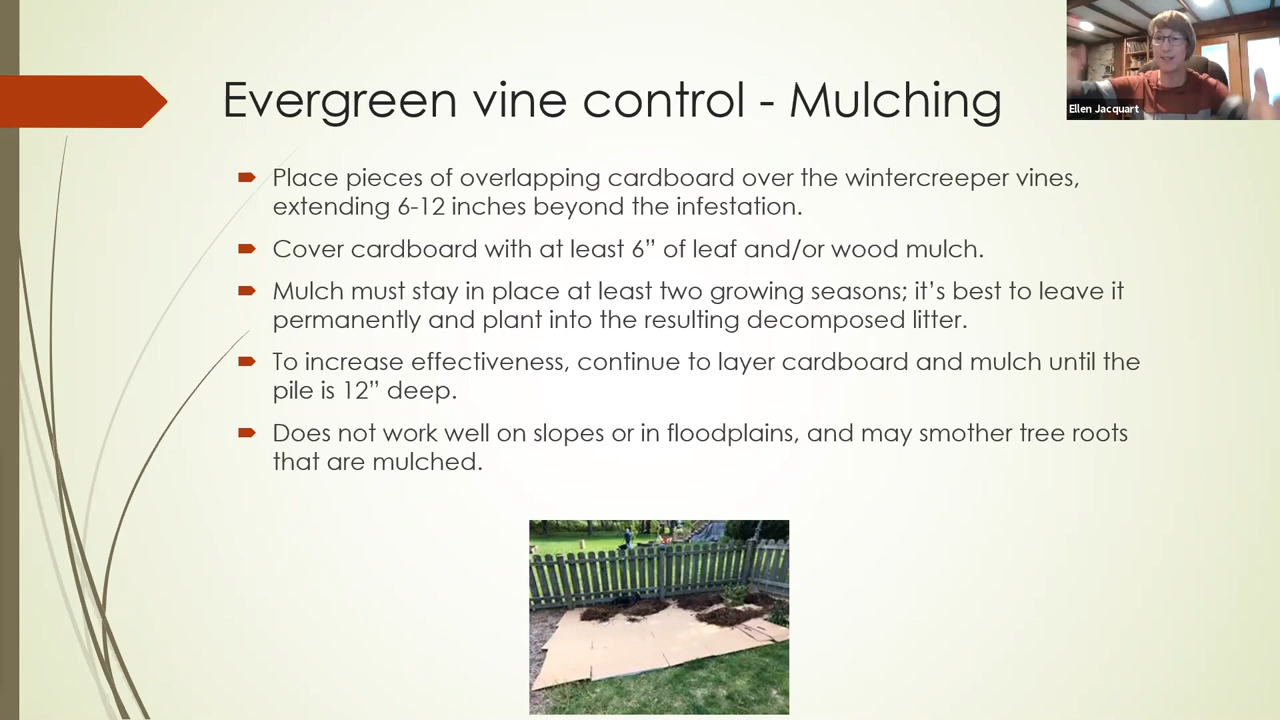 Evergreen vine control - Mulching
Ellen Jacquart
Place pieces of overlapping cardboard over the wintercreeper vines,
extending 6-12 inches beyond the infestation.
Cover cardboard with at least 6” of leaf and/or wood mulch.
Mulch must stay in place at least two growing seasons; it’s best to leave it
permanently and plant into the resulting decomposed litter.
To increase effectiveness, continue to layer cardboard and mulch until the
pile is 12” deep.
Does not work well on slopes or in floodplains, and may smother tree roots
that are mulched.